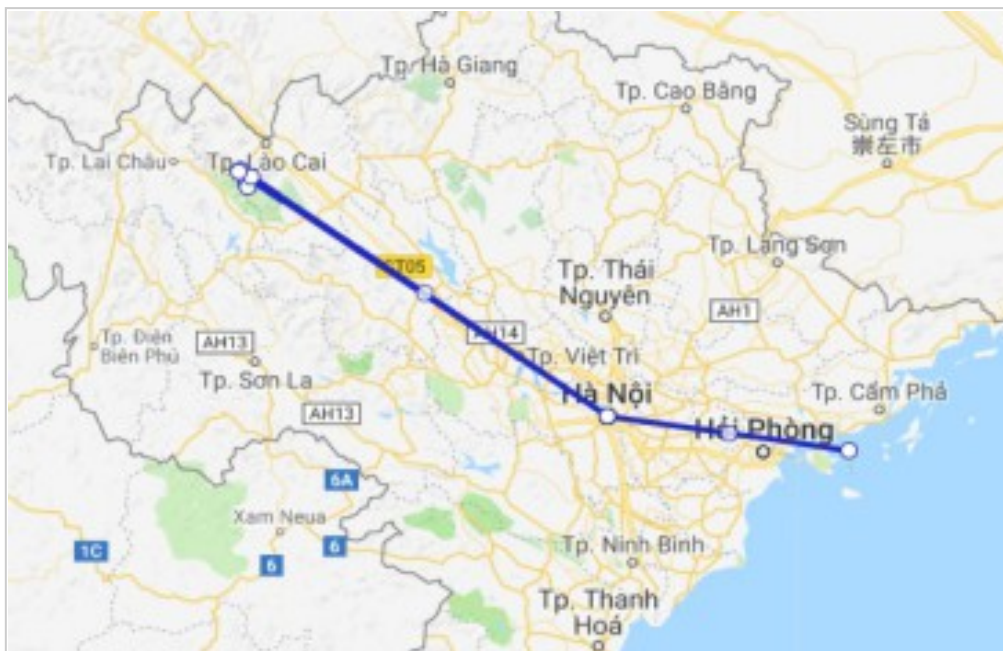 Tp. Hà Giang
Tp. Cao Bằng
Sùng Tả
崇左市
Tp. Lai Châu
Tp. Lào Cai
Tp. Lạng Sơn
CT05
Tp. Thái
Nguyên
AH1
AH14
Tp. Điện
Biên Phủ
AH13
Tp. Việt Trì
Tp. Sơn La
Hà Nội
Tp. Cẩm Phả
AH13
Hải Phòng
6A
Xam Neua
1C
6
6
Tp. Ninh Bình
Tp. Thanh
Hoá